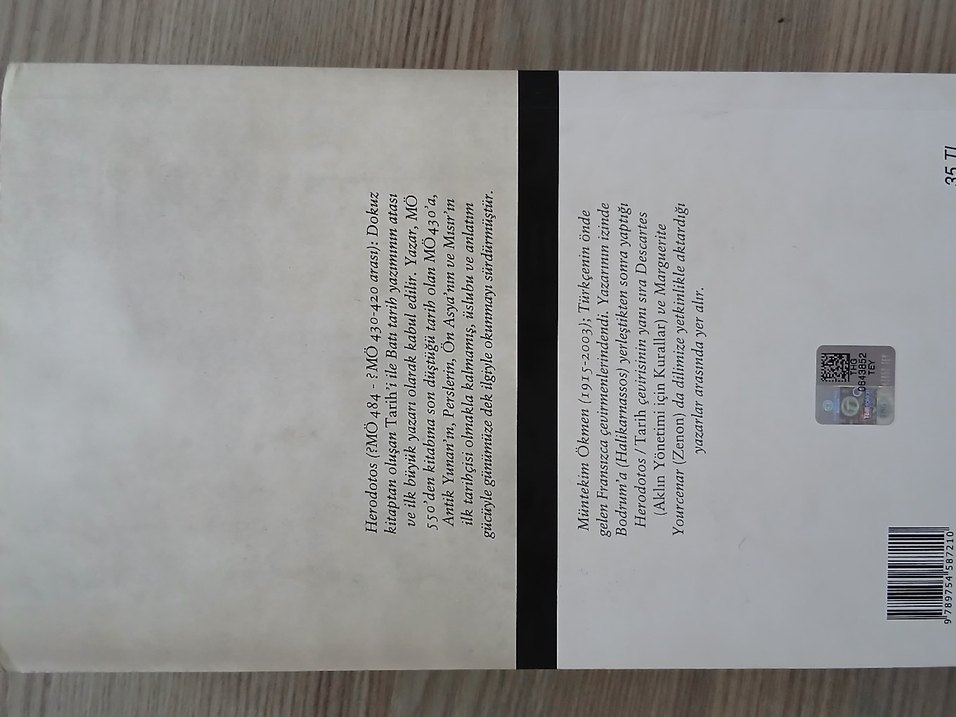 Herodotos (?MÖ 484 - ?MÖ 430-420 arası): Dokuz
kitaptan oluşan Tarih'i ile Batı tarih yazımının atası
ve ilk büyük yazarı olarak kabul edilir. Yazar, MÖ
550'den kitabına son düştüğü tarih olan MÖ 430'a,
Antik Yunan'ın, Perslerin, Ön Asya'nın ve Mısır'ın
ilk tarihçisi olmakla kalmamış, üslubu ve anlatım
gücüyle günümüze dek ilgiyle okunmayı sürdürmüştür.
Müntekim Ökmen (1915-2003): Türkçenin önde
gelen Fransızca çevirmenlerindendi. Yazarının izinde
Bodrum'a (Halikarnassos) yerleştikten sonra yaptığı
Herodotos / Tarih çevirisinin yanı sıra Descartes
(Aklın Yönetimi için Kurallar) ve Marguerite
Yourcenar (Zenon) da dilimize yetkinlikle aktardığı
yazarlar arasında yer alır.
THG
0643852
TEY
9 789754 587210
35 TL